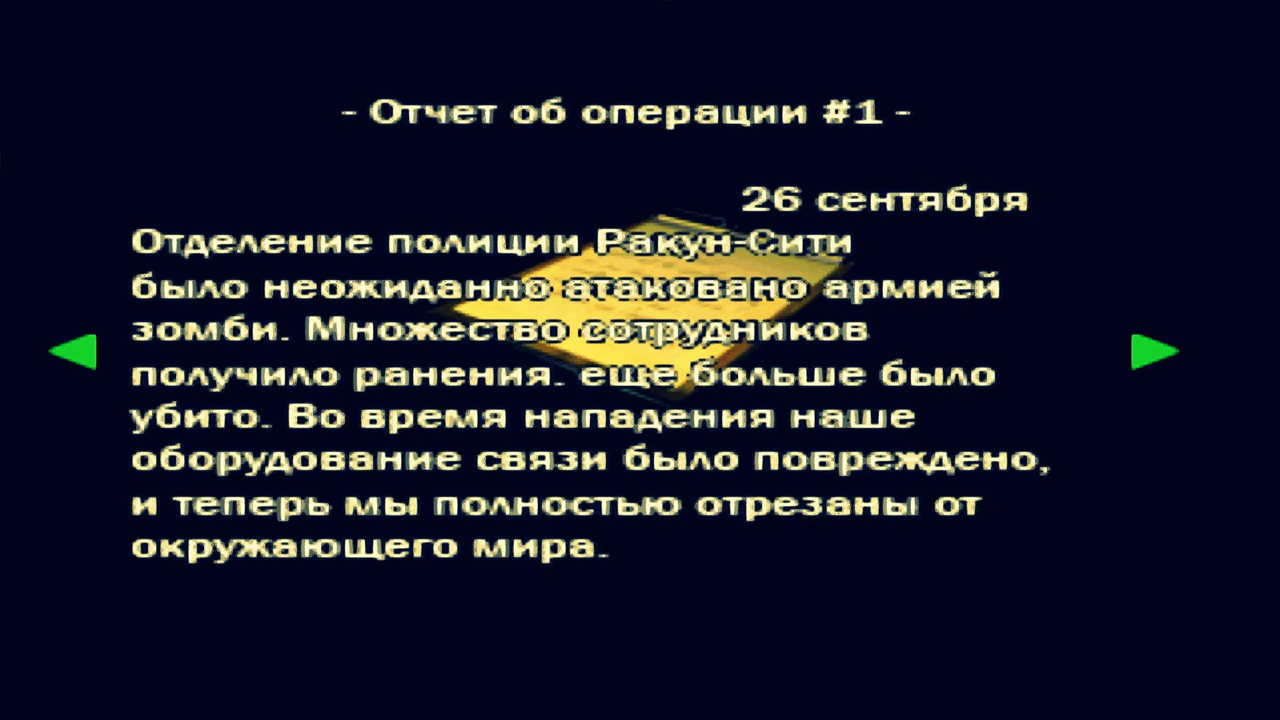 - Отчет об операции #1 -
26 сентября
Отделение полиции Ракун-Сити
было неожиданно атаковано армией
зомби. Множество сотрудников
получило ранения. еще больше было
убито. Во время нападения наше
оборудование связи было повреждено,
и теперь мы полностью отрезаны от
окружающего мира.